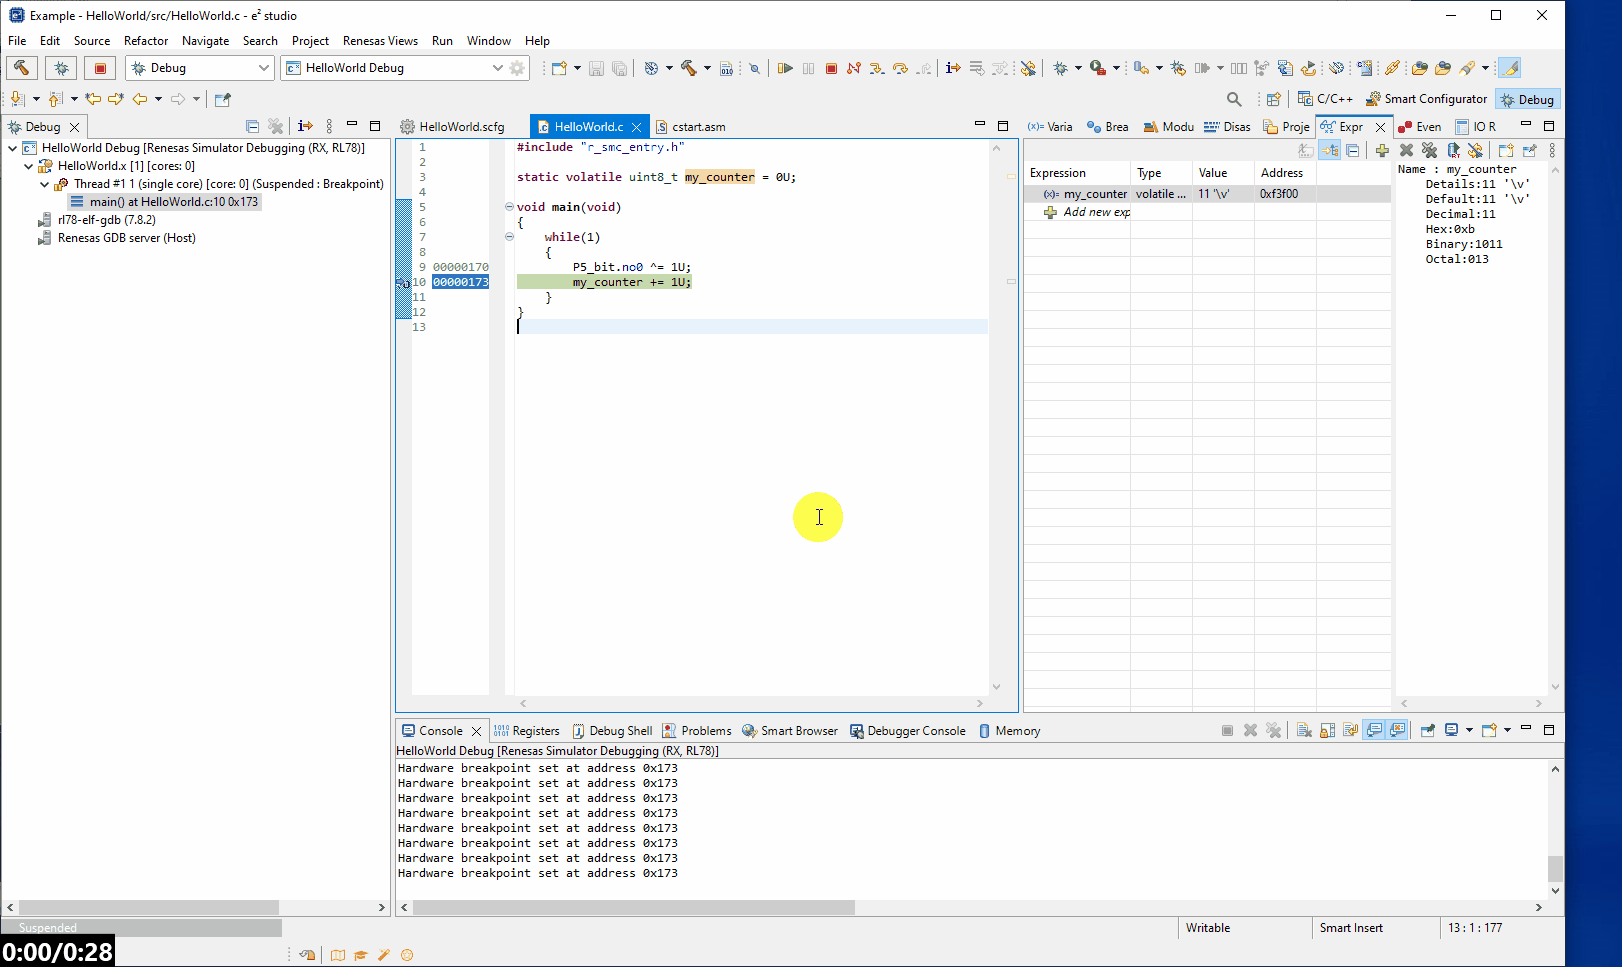 Example - HelloWorld/src/HelloWorld.c - e² studio
File Edit Source Refactor Navigate Search Project Renesas Views Run Window Help
Debug HelloWorld Debug
C/C++ Smart Configurator Debug
Debug
HelloWorld Debug [Renesas Simulator Debugging (RX, RL78)]
HelloWorld.x [1] [cores: 0]
Thread #1 1 (single core) [core: 0] (Suspended : Breakpoint)
main() at HelloWorld.c:10 0x173
rl78-elf-gdb (7.8.2)
Renesas GDB server (Host)
HelloWorld.scfg HelloWorld.c cstart.asm
1 #include "r_smc_entry.h"
2
3 static volatile uint8_t my_counter = 0U;
4
5 void main(void)
6 {
7 while(1)
8 {
9 00000170 P5_bit.no0 ^= 1U;
10 00000173 my_counter += 1U;
11 }
12 }
13
(x)= Varia Brea Modu Disas Proje Expr Even IO R
Expression Type Value Address
(x)= my_counter volatile ... 11 '\v' 0xf3f00
Add new exp
Name : my_counter
Details:11 '\v'
Default:11 '\v'
Decimal:11
Hex:0xb
Binary:1011
Octal:013
Console Registers Debug Shell Problems Smart Browser Debugger Console Memory
HelloWorld Debug [Renesas Simulator Debugging (RX, RL78)]
Hardware breakpoint set at address 0x173
Hardware breakpoint set at address 0x173
Hardware breakpoint set at address 0x173
Hardware breakpoint set at address 0x173
Hardware breakpoint set at address 0x173
Hardware breakpoint set at address 0x173
Hardware breakpoint set at address 0x173
Hardware breakpoint set at address 0x173
Suspended Writable Smart Insert 13 : 1 : 177
0:00/0:28